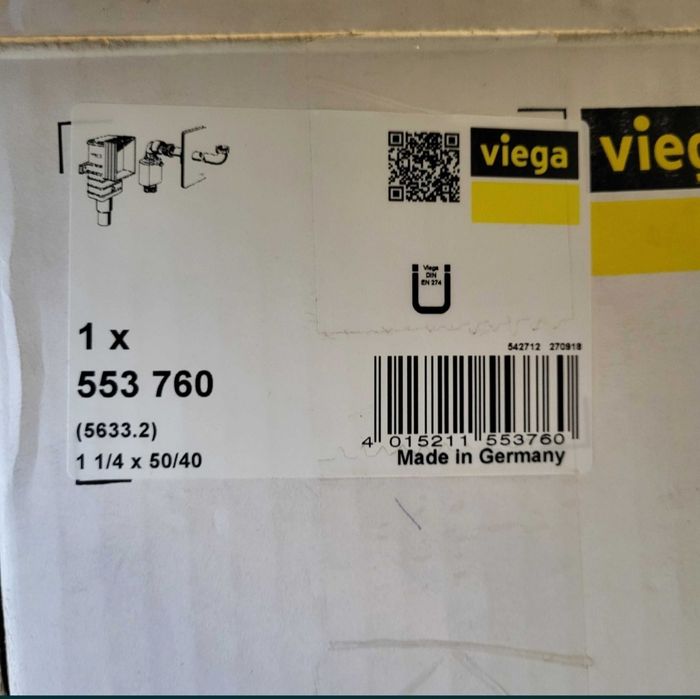 viega
vieg
Viega
DIN
EN 274
1 x
553 760
(5633.2)
1 1/4 x 50/40
542712 270918
4 015211 553760
Made in Germany